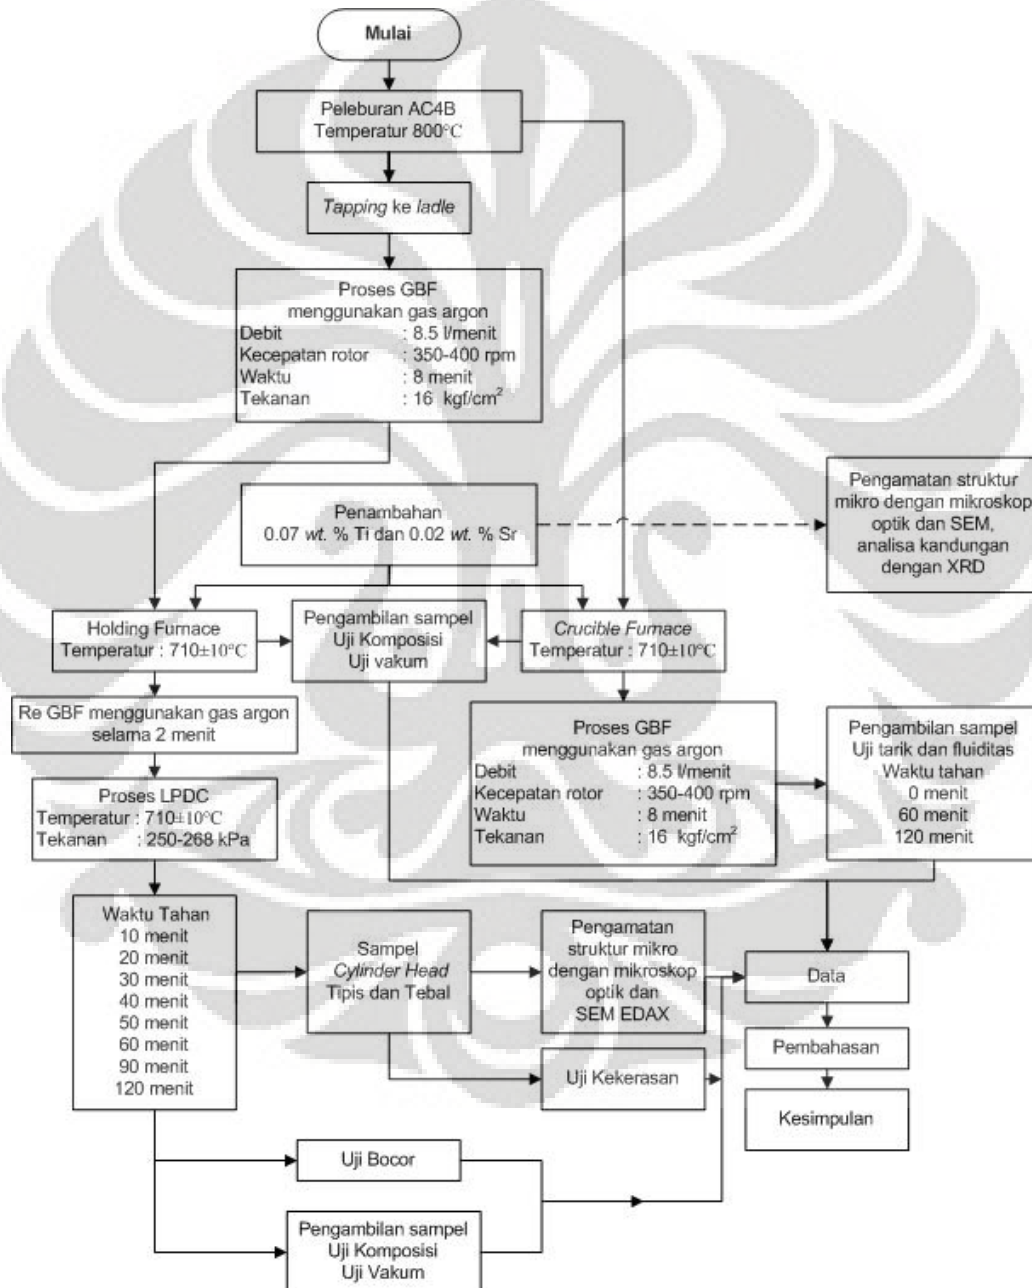 Mulai
Peleburan AC4B
Temperatur 800°C
Tapping ke ladle
Proses GBF
menggunakan gas argon
Debit : 8.5 l/menit
Kecepatan rotor : 350-400 rpm
Waktu : 8 menit
Tekanan : 16 kgf/cm²
Penambahan
0.07 wt. % Ti dan 0.02 wt. % Sr
Pengamatan struktur
mikro dengan mikroskop
optik dan SEM,
analisa kandungan
dengan XRD
Holding Furnace
Temperatur : 710±10°C
Pengambilan sampel
Uji Komposisi
Uji vakum
Crucible Furnace
Temperatur : 710±10°C
Re GBF menggunakan gas argon
selama 2 menit
Proses GBF
menggunakan gas argon
Debit : 8.5 l/menit
Kecepatan rotor : 350-400 rpm
Waktu : 8 menit
Tekanan : 16 kgf/cm²
Pengambilan sampel
Uji tarik dan fluiditas
Waktu tahan
0 menit
60 menit
120 menit
Proses LPDC
Temperatur : 710±10°C
Tekanan : 250-268 kPa
Waktu Tahan
10 menit
20 menit
30 menit
40 menit
50 menit
60 menit
90 menit
120 menit
Sampel
Cylinder Head
Tipis dan Tebal
Pengamatan
struktur mikro
dengan mikroskop
optik dan
SEM EDAX
Data
Pembahasan
Uji Kekerasan
Kesimpulan
Uji Bocor
Pengambilan sampel
Uji Komposisi
Uji Vakum